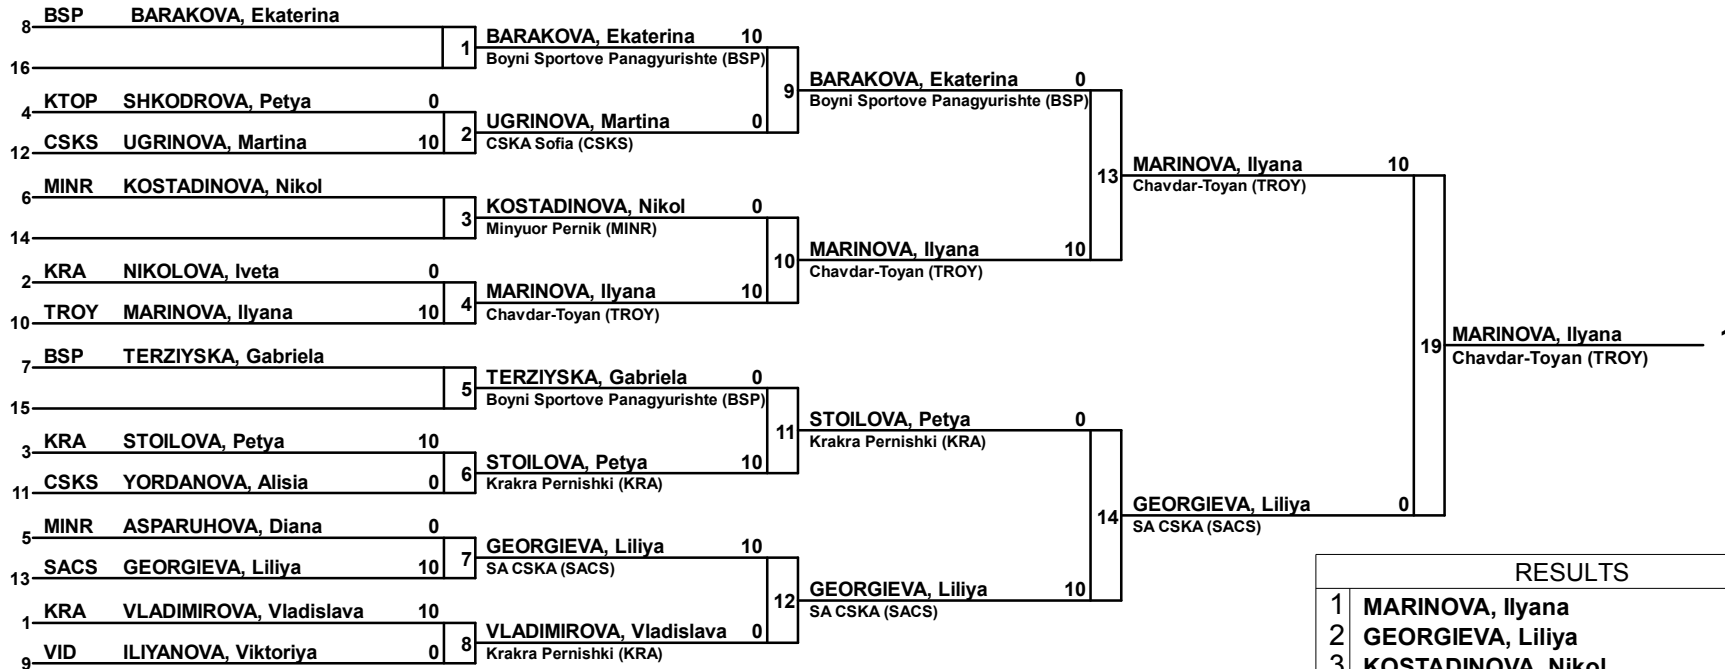 BSP BARAKOVA, Ekaterina
8
1 BARAKOVA, Ekaterina 10
Boyni Sportove Panagyurishte (BSP)
16
9 BARAKOVA, Ekaterina 0
Boyni Sportove Panagyurishte (BSP)
KTOP SHKODROVA, Petya 0
4
2 UGRINOVA, Martina 0
CSKA Sofia (CSKS)
CSKS UGRINOVA, Martina 10
12
13 MARINOVA, Ilyana 10
Chavdar-Toyan (TROY)
MINR KOSTADINOVA, Nikol
6
3 KOSTADINOVA, Nikol 0
Minyuor Pernik (MINR)
14
10 MARINOVA, Ilyana 10
Chavdar-Toyan (TROY)
KRA NIKOLOVA, Iveta 0
2
4 MARINOVA, Ilyana 10
Chavdar-Toyan (TROY)
TROY MARINOVA, Ilyana 10
10
19 MARINOVA, Ilyana
Chavdar-Toyan (TROY)
BSP TERZIYSKA, Gabriela
7
5 TERZIYSKA, Gabriela 0
Boyni Sportove Panagyurishte (BSP)
15
11 STOILOVA, Petya 0
Krakra Pernishki (KRA)
KRA STOILOVA, Petya 10
3
6 STOILOVA, Petya 10
Krakra Pernishki (KRA)
CSKS YORDANOVA, Alisia 0
11
14 GEORGIEVA, Liliya 0
SA CSKA (SACS)
MINR ASPARUHOVA, Diana 0
5
7 GEORGIEVA, Liliya 10
SA CSKA (SACS)
SACS GEORGIEVA, Liliya 10
13
12 GEORGIEVA, Liliya 10
SA CSKA (SACS)
KRA VLADIMIROVA, Vladislava 10
1
8 VLADIMIROVA, Vladislava 0
Krakra Pernishki (KRA)
VID ILIYANOVA, Viktoriya 0
9
RESULTS
1 MARINOVA, Ilyana
2 GEORGIEVA, Liliya
3 KOSTADINOVA, Nikol